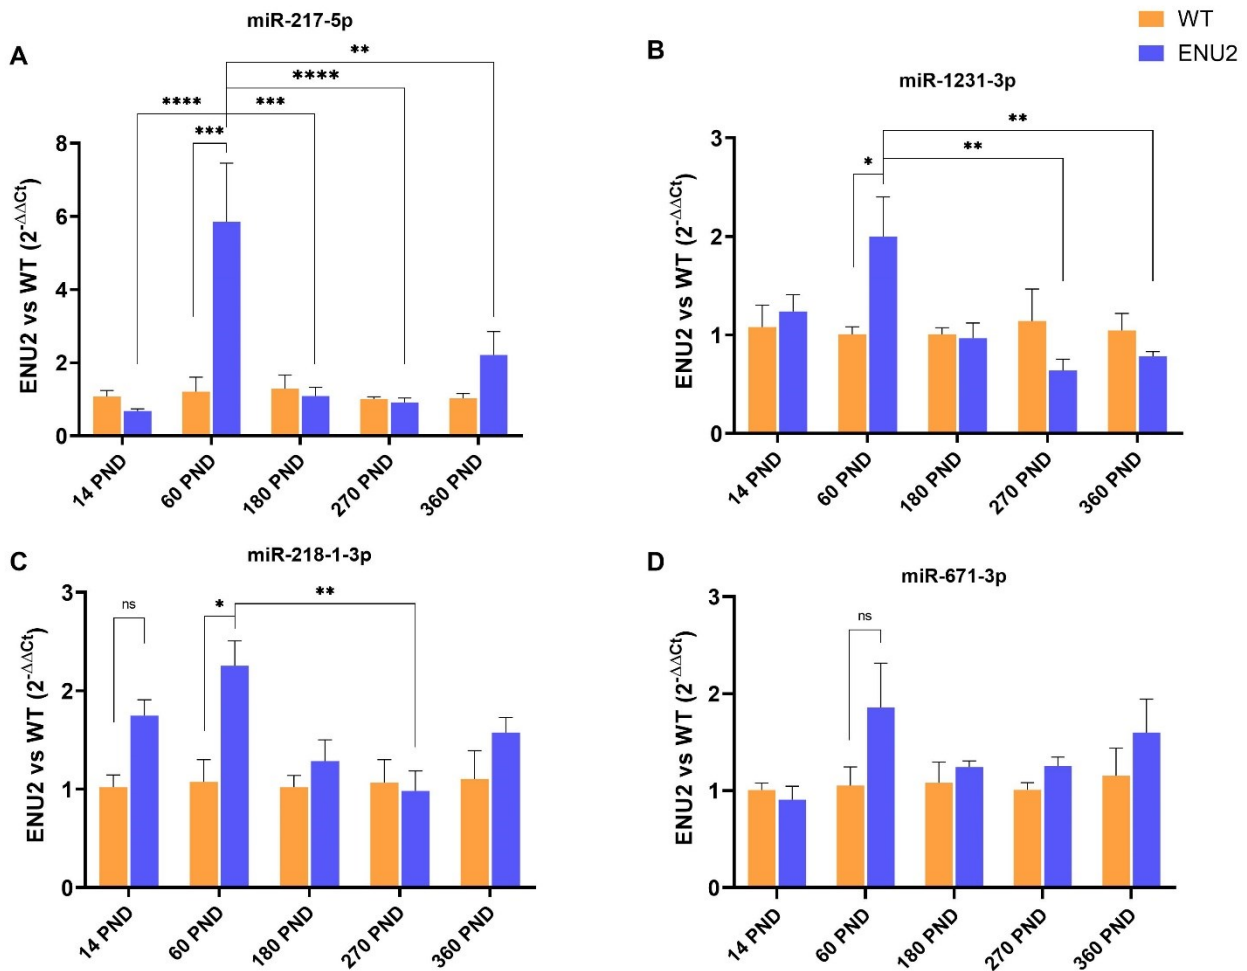 WT
ENU2
A
miR-217-5p
**
****
**** ***
***
ENU2 vs WT (2^-ΔΔCt)
8
6
4
2
0
14 PND 60 PND 180 PND 270 PND 360 PND
B
miR-1231-3p
**
**
*
ENU2 vs WT (2^-ΔΔCt)
3
2
1
0
14 PND 60 PND 180 PND 270 PND 360 PND
C
miR-218-1-3p
ns
*
**
ENU2 vs WT (2^-ΔΔCt)
3
2
1
0
14 PND 60 PND 180 PND 270 PND 360 PND
D
miR-671-3p
ns
ENU2 vs WT (2^-ΔΔCt)
3
2
1
0
14 PND 60 PND 180 PND 270 PND 360 PND